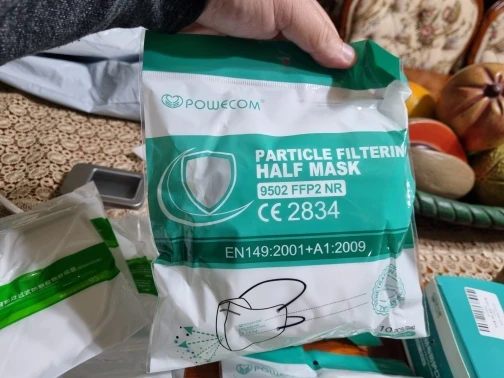 POWECOM
PARTICLE FILTERIN
HALF MASK
9502 FFP2 NR
CE 2834
EN149:2001+A1:2009
POWECOM